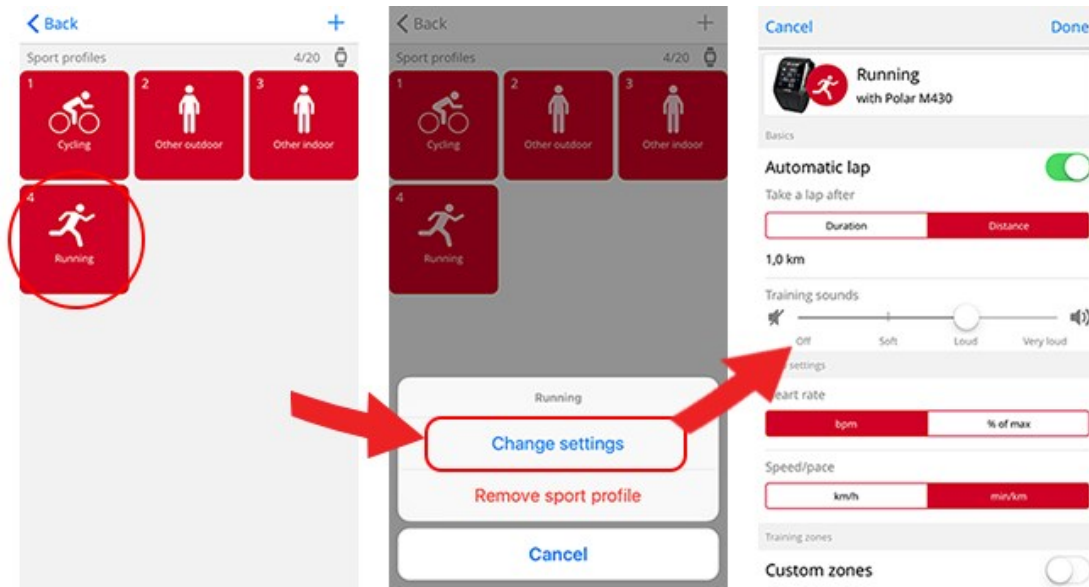 Back
Sport profiles 4/20
1
Cycling
2
Other outdoor
3
Other indoor
4
Running
Back
Sport profiles 4/20
1
Cycling
2
Other outdoor
3
Other indoor
4
Running
Running
Change settings
Remove sport profile
Cancel
Cancel Done
Running
with Polar M430
Basics
Automatic lap
Take a lap after
Duration Distance
1,0 km
Training sounds
Off Soft Loud Very loud
settings
eart rate
bpm % of max
Speed/pace
km/h min/km
Training zones
Custom zones